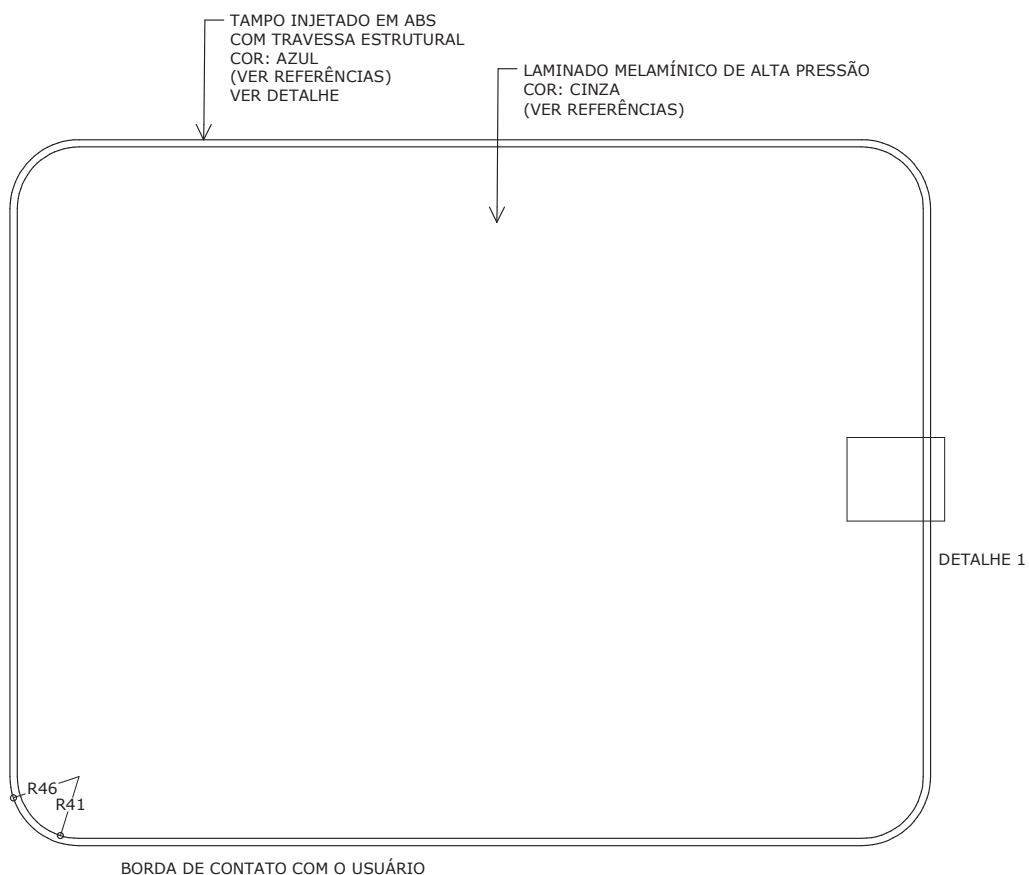 TAMPO INJETADO EM ABS
COM TRAVESSA ESTRUTURAL
COR: AZUL
(VER REFERÊNCIAS)
VER DETALHE
LAMINADO MELAMÍNICO DE ALTA PRESSÃO
COR: CINZA
(VER REFERÊNCIAS)
DETALHE 1
R46
R41
BORDA DE CONTATO COM O USUÁRIO